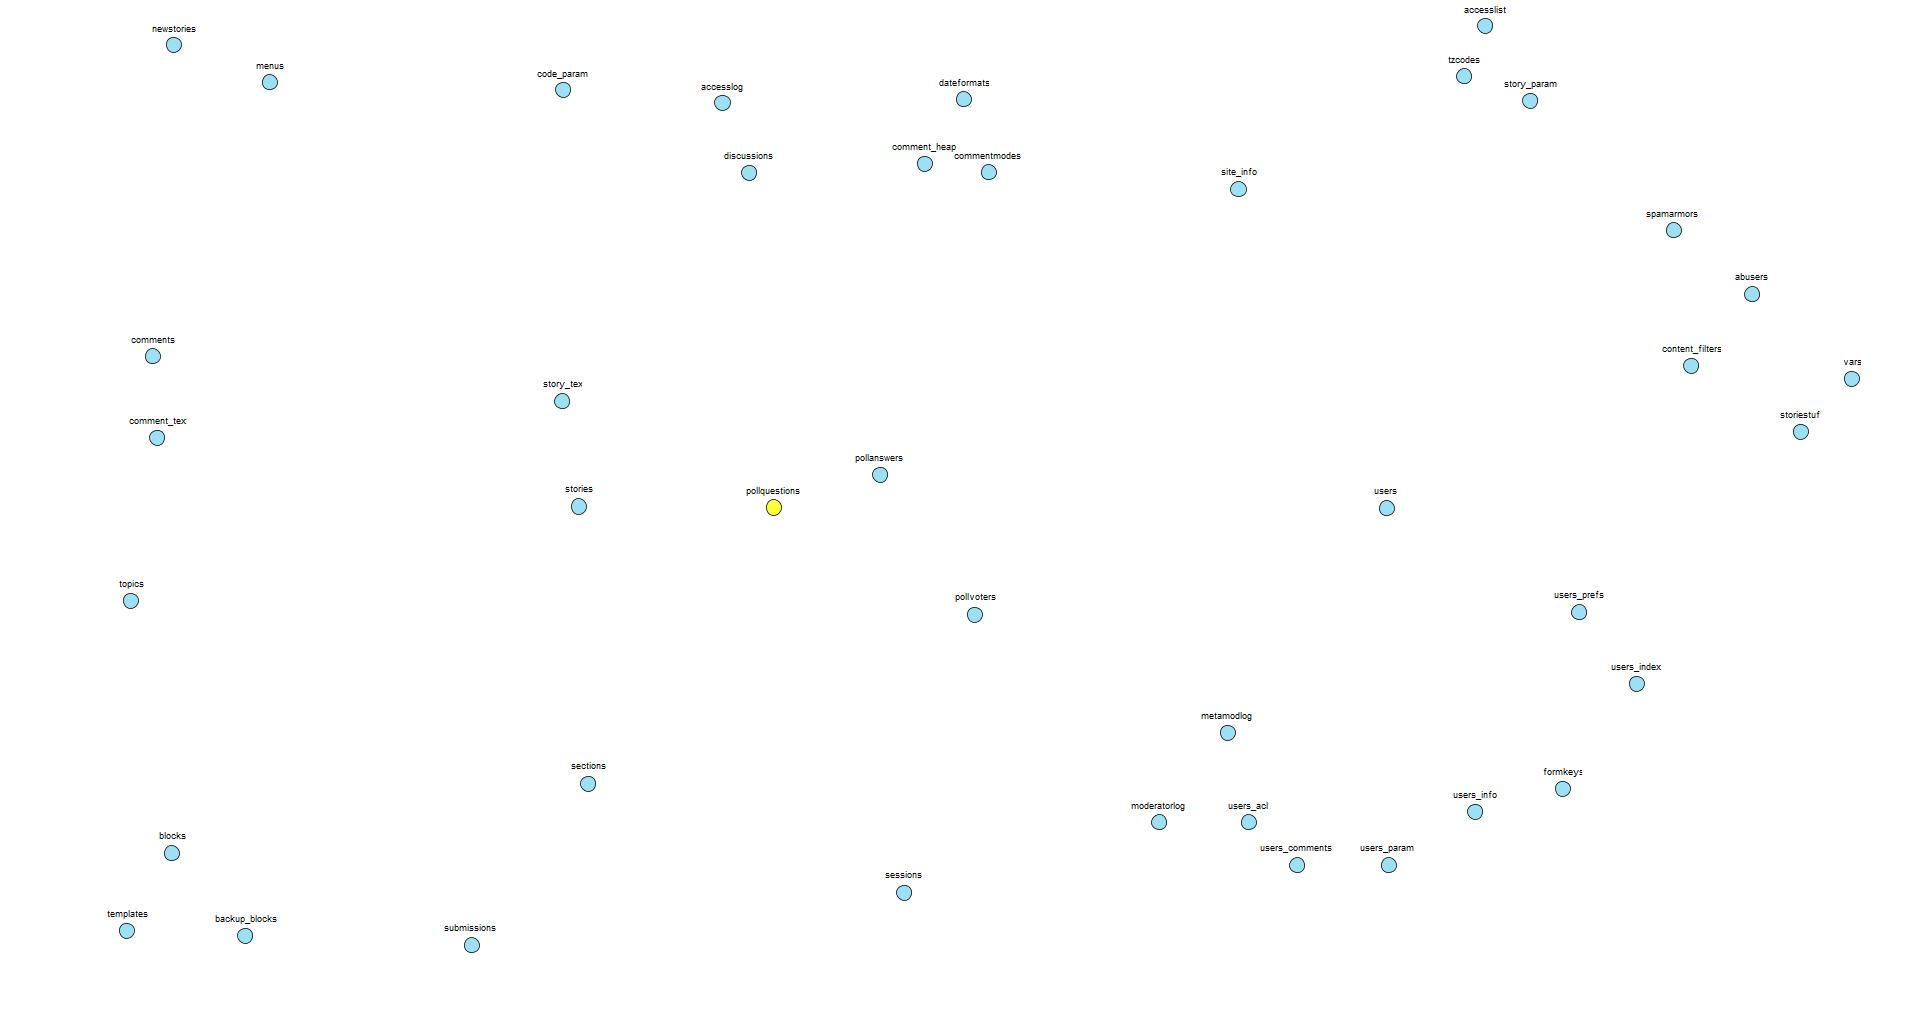 accesslist
newstories
tzcodes
menus
code_param
dateformats
story_param
accesslog
comment_heap
discussions
commentmodes
site_info
spamarmors
abusers
comments
content_filters
vars
story_tex
storiestuf
comment_tex
pollanswers
stories
pollquestions
users
topics
users_prefs
pollvoters
users_index
metamodlog
sections
formkeys
users_info
moderatorlog
users_acl
blocks
users_comments
users_param
sessions
templates
backup_blocks
submissions